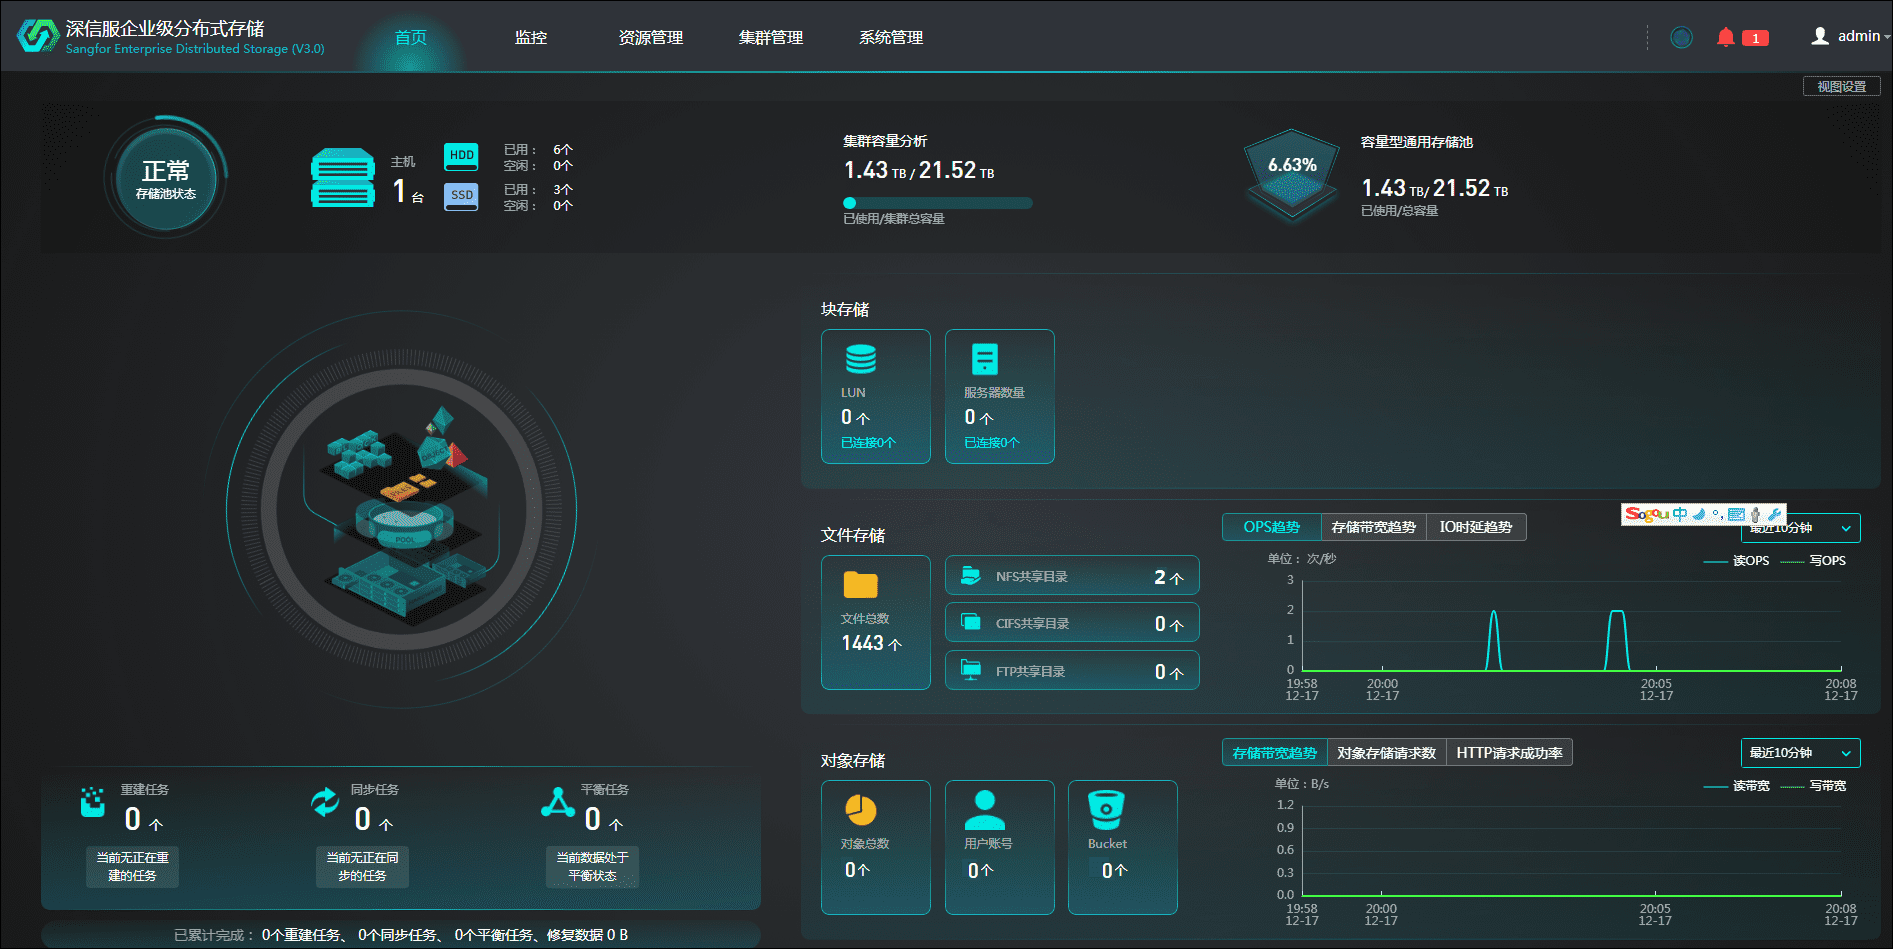 深信服企业级分布式存储
Sangfor Enterprise Distributed Storage (V3.0)
首页
监控
资源管理
集群管理
系统管理
1
admin
视图设置
正常
存储池状态
主机
1 台
HDD
已用： 6个
空闲： 0个
SSD
已用： 3个
空闲： 0个
集群容量分析
1.43 TB / 21.52 TB
已使用/集群总容量
6.63%
容量型通用存储池
1.43 TB/ 21.52 TB
已使用/总容量
OBJECT
FILES
POOL
块存储
LUN
0 个
已连接0个
服务器数量
0 个
已连接0个
文件存储
文件总数
1443 个
NFS共享目录 2 个
CIFS共享目录 0 个
FTP共享目录 0 个
OPS趋势
存储带宽趋势
IO时延趋势
Sogou 中
最近10分钟
单位： 次/秒
读OPS
写OPS
3
2
1
0
19:58
12-17
20:00
12-17
20:05
12-17
20:08
12-17
对象存储
对象总数
0个
用户账号
0个
Bucket
0个
存储带宽趋势
对象存储请求数
HTTP请求成功率
最近10分钟
单位：B/s
读带宽
写带宽
1.2
0.9
0.6
0.3
0.0
19:58
12-17
20:00
12-17
20:05
12-17
20:08
12-17
重建任务
0 个
当前无正在重
建的任务
同步任务
0 个
当前无正在同
步的任务
平衡任务
0 个
当前数据处于
平衡状态
已累计完成： 0个重建任务、 0个同步任务、 0个平衡任务、修复数据 0 B